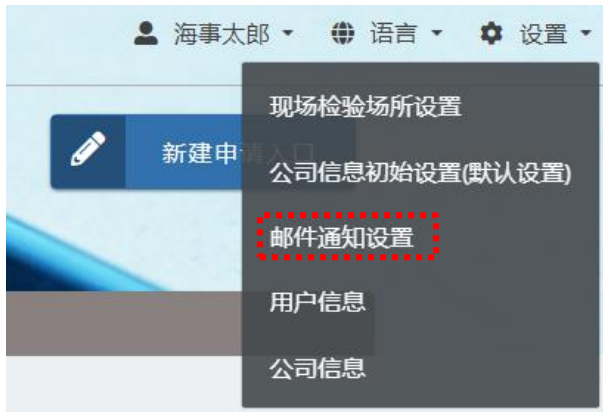 海事太郎 语言 设置
现场检验场所设置
新建申请入口
公司信息初始设置(默认设置)
邮件通知设置
用户信息
公司信息